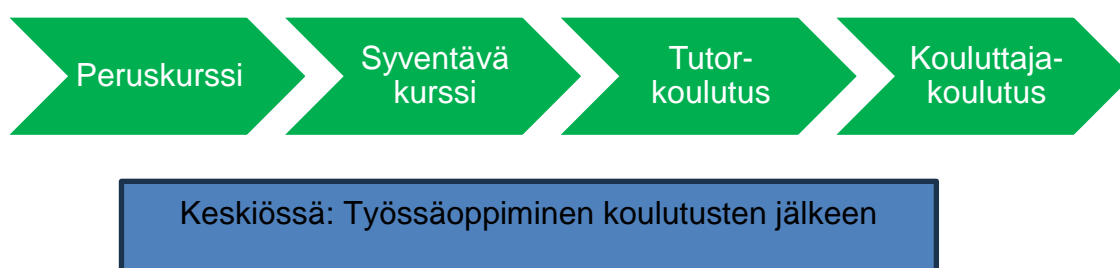 Peruskurssi
Syventävä
kurssi
Tutor-
koulutus
Kouluttaja-
koulutus
Keskiössä: Työssäoppiminen koulutusten jälkeen